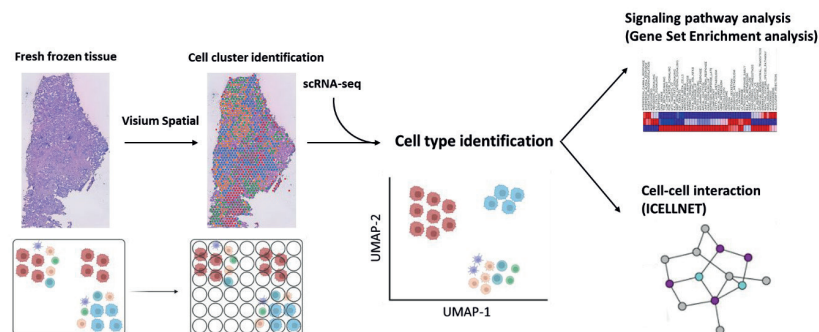 Signaling pathway analysis
(Gene Set Enrichment analysis)
Fresh frozen tissue
Cell cluster identification
scRNA-seq
Visium Spatial
Cell type identification
Cell-cell interaction
(ICELLNET)
UMAP-2
UMAP-1